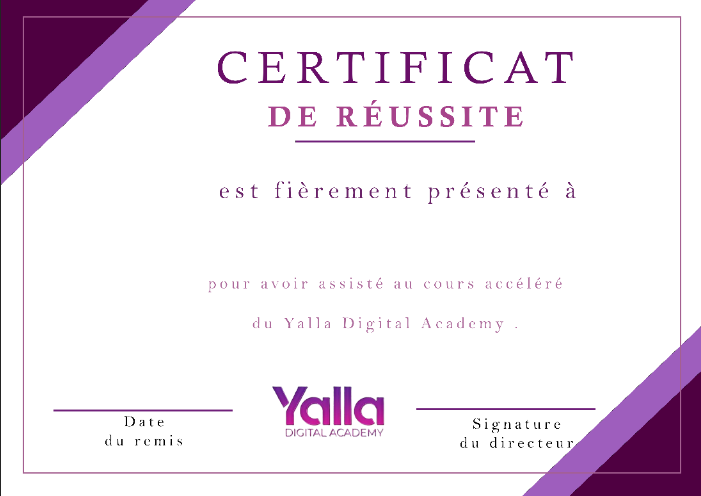 CERTIFICAT
DE RÉUSSITE
est fièrement présenté à
pour avoir assisté au cours accéléré
du Yalla Digital Academy .
Date
du remis
Yalla
DIGITAL ACADEMY
Signature
du directeur